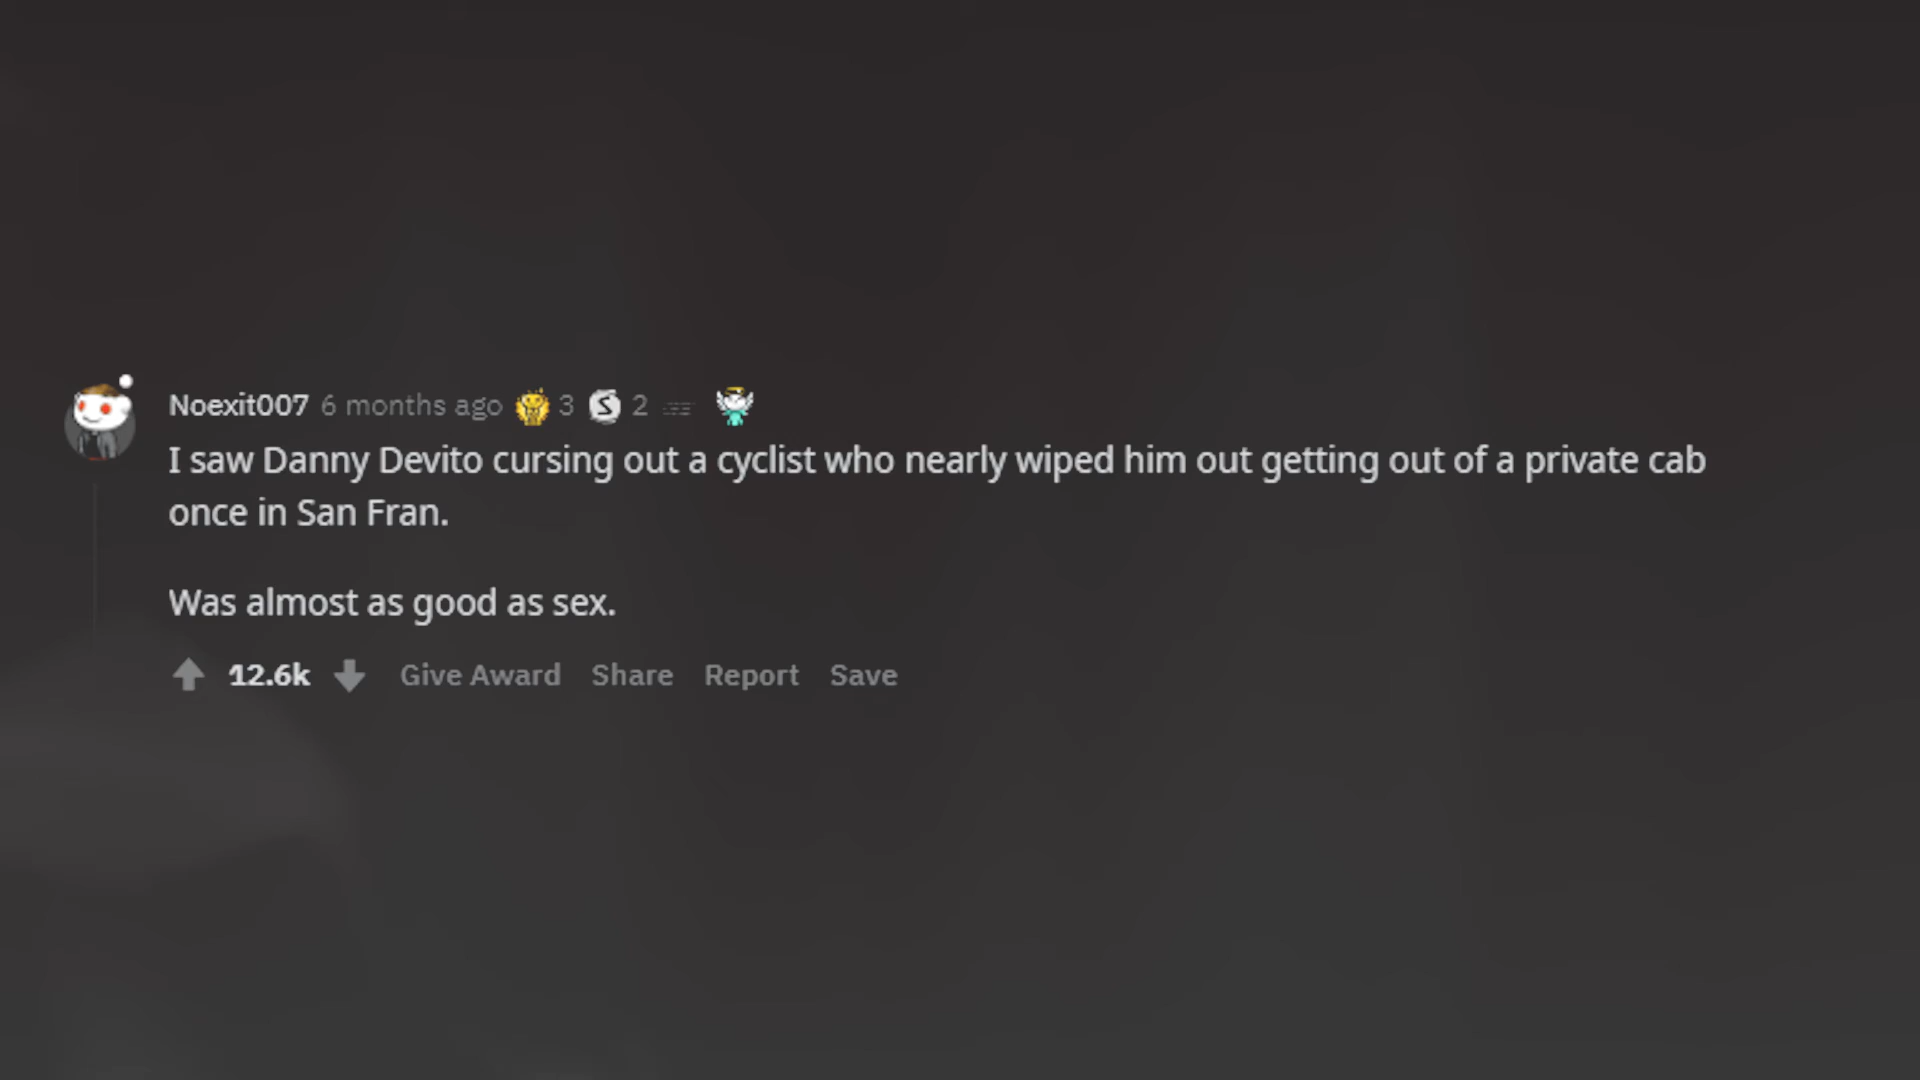 Noexit007 6 months ago 3 2
I saw Danny Devito cursing out a cyclist who nearly wiped him out getting out of a private cab
once in San Fran.
Was almost as good as sex.
12.6k Give Award Share Report Save